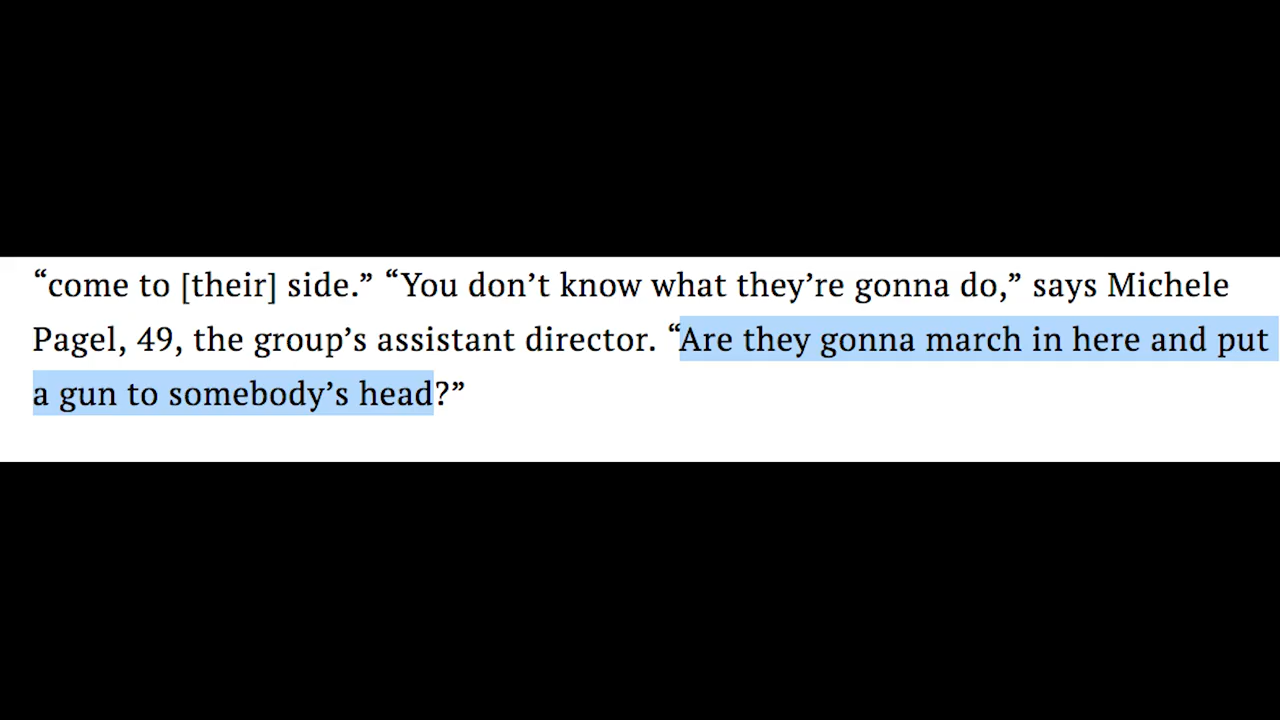 “come to [their] side.” “You don’t know what they’re gonna do,” says Michele
Pagel, 49, the group’s assistant director. “Are they gonna march in here and put
a gun to somebody’s head?”